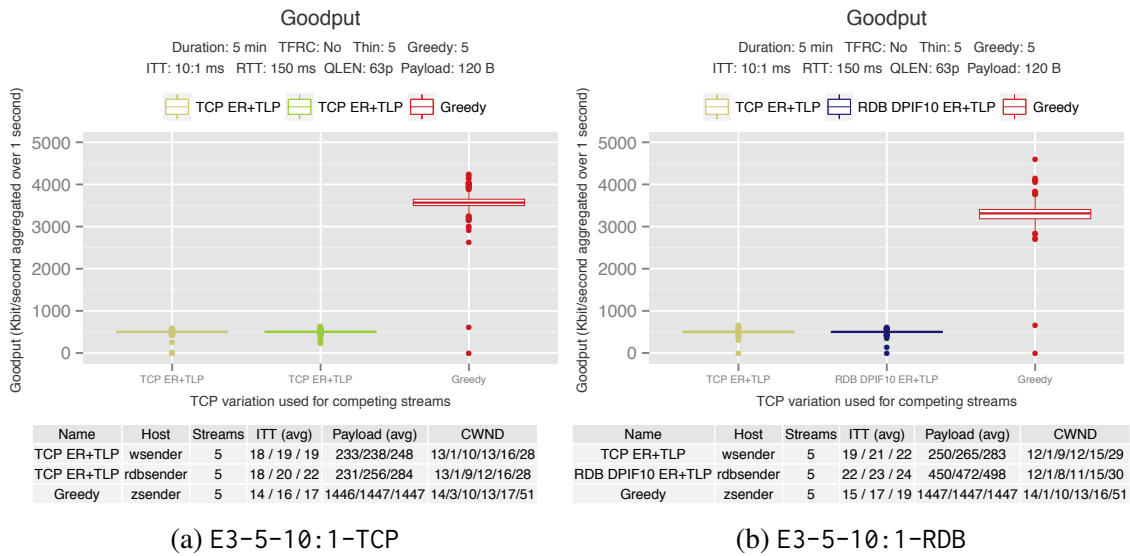 Goodput
Duration: 5 min TFRC: No Thin: 5 Greedy: 5
ITT: 10:1 ms RTT: 150 ms QLEN: 63p Payload: 120 B
TCP ER+TLP TCP ER+TLP Greedy
Goodput (Kbit/second aggregated over 1 second)
5000
4000
3000
2000
1000
0
TCP ER+TLP TCP ER+TLP Greedy
TCP variation used for competing streams
Name Host Streams ITT (avg) Payload (avg) CWND
TCP ER+TLP wsender 5 18 / 19 / 19 233/238/248 13/1/10/13/16/28
TCP ER+TLP rdbsender 5 18 / 20 / 22 231/256/284 13/1/9/12/16/28
Greedy zsender 5 14 / 16 / 17 1446/1447/1447 14/3/10/13/17/51
(a) E3-5-10:1-TCP
Goodput
Duration: 5 min TFRC: No Thin: 5 Greedy: 5
ITT: 10:1 ms RTT: 150 ms QLEN: 63p Payload: 120 B
TCP ER+TLP RDB DPIF10 ER+TLP Greedy
Goodput (Kbit/second aggregated over 1 second)
5000
4000
3000
2000
1000
0
TCP ER+TLP RDB DPIF10 ER+TLP Greedy
TCP variation used for competing streams
Name Host Streams ITT (avg) Payload (avg) CWND
TCP ER+TLP wsender 5 19 / 21 / 22 250/265/283 12/1/9/12/15/29
RDB DPIF10 ER+TLP rdbsender 5 22 / 23 / 24 450/472/498 12/1/8/11/15/30
Greedy zsender 5 15 / 17 / 19 1447/1447/1447 14/1/10/13/16/51
(b) E3-5-10:1-RDB